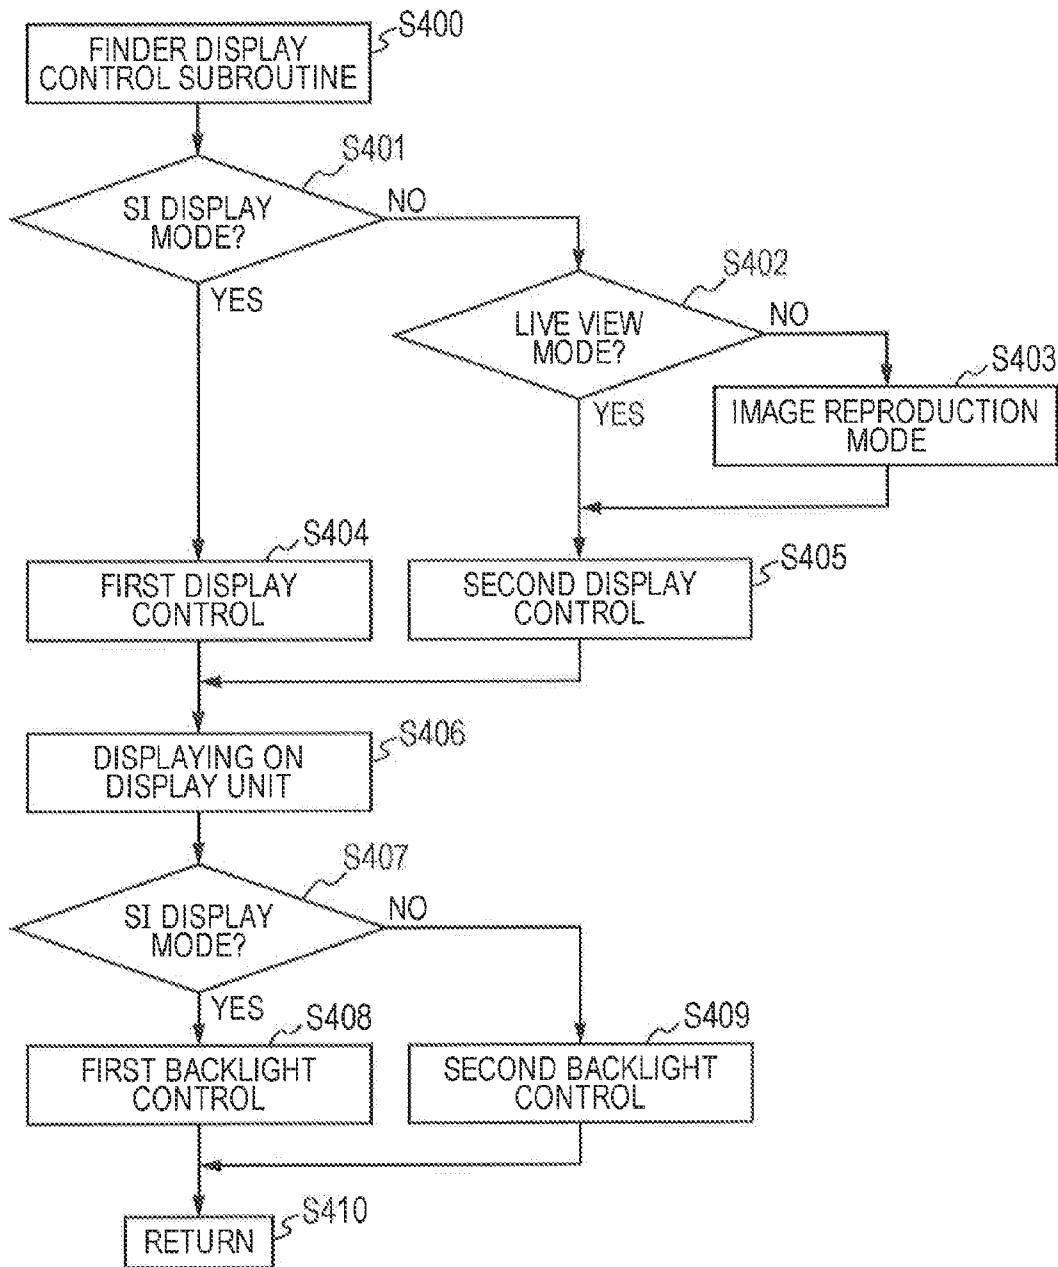 S400
FINDER DISPLAY
CONTROL SUBROUTINE
S401
SI DISPLAY
MODE?
NO
YES
S402
LIVE VIEW
MODE?
NO
YES
S403
IMAGE REPRODUCTION
MODE
S404
FIRST DISPLAY
CONTROL
S405
SECOND DISPLAY
CONTROL
S406
DISPLAYING ON
DISPLAY UNIT
S407
SI DISPLAY
MODE?
NO
YES
S408
FIRST BACKLIGHT
CONTROL
S409
SECOND BACKLIGHT
CONTROL
S410
RETURN